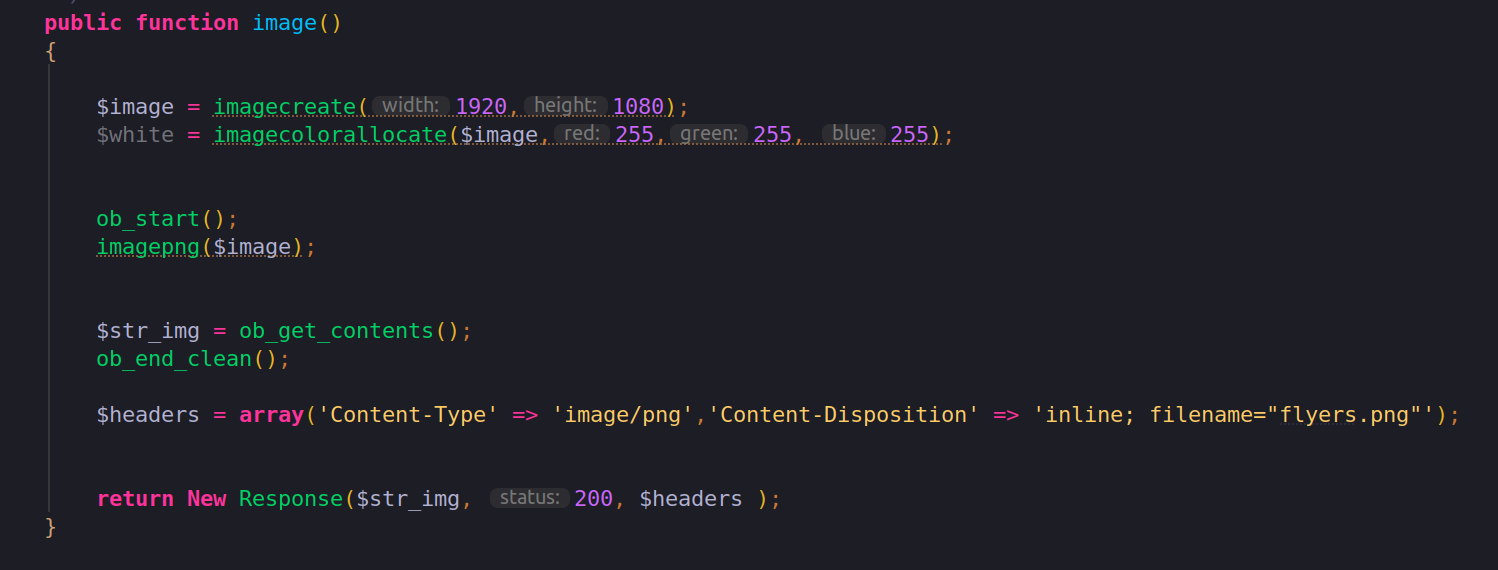 public function image()
{
$image = imagecreate( width: 1920, height: 1080);
$white = imagecolorallocate($image, red: 255, green: 255, blue: 255);
ob_start();
imagepng($image);
$str_img = ob_get_contents();
ob_end_clean();
$headers = array('Content-Type' => 'image/png','Content-Disposition' => 'inline; filename="flyers.png"');
return New Response($str_img, status: 200, $headers );
}